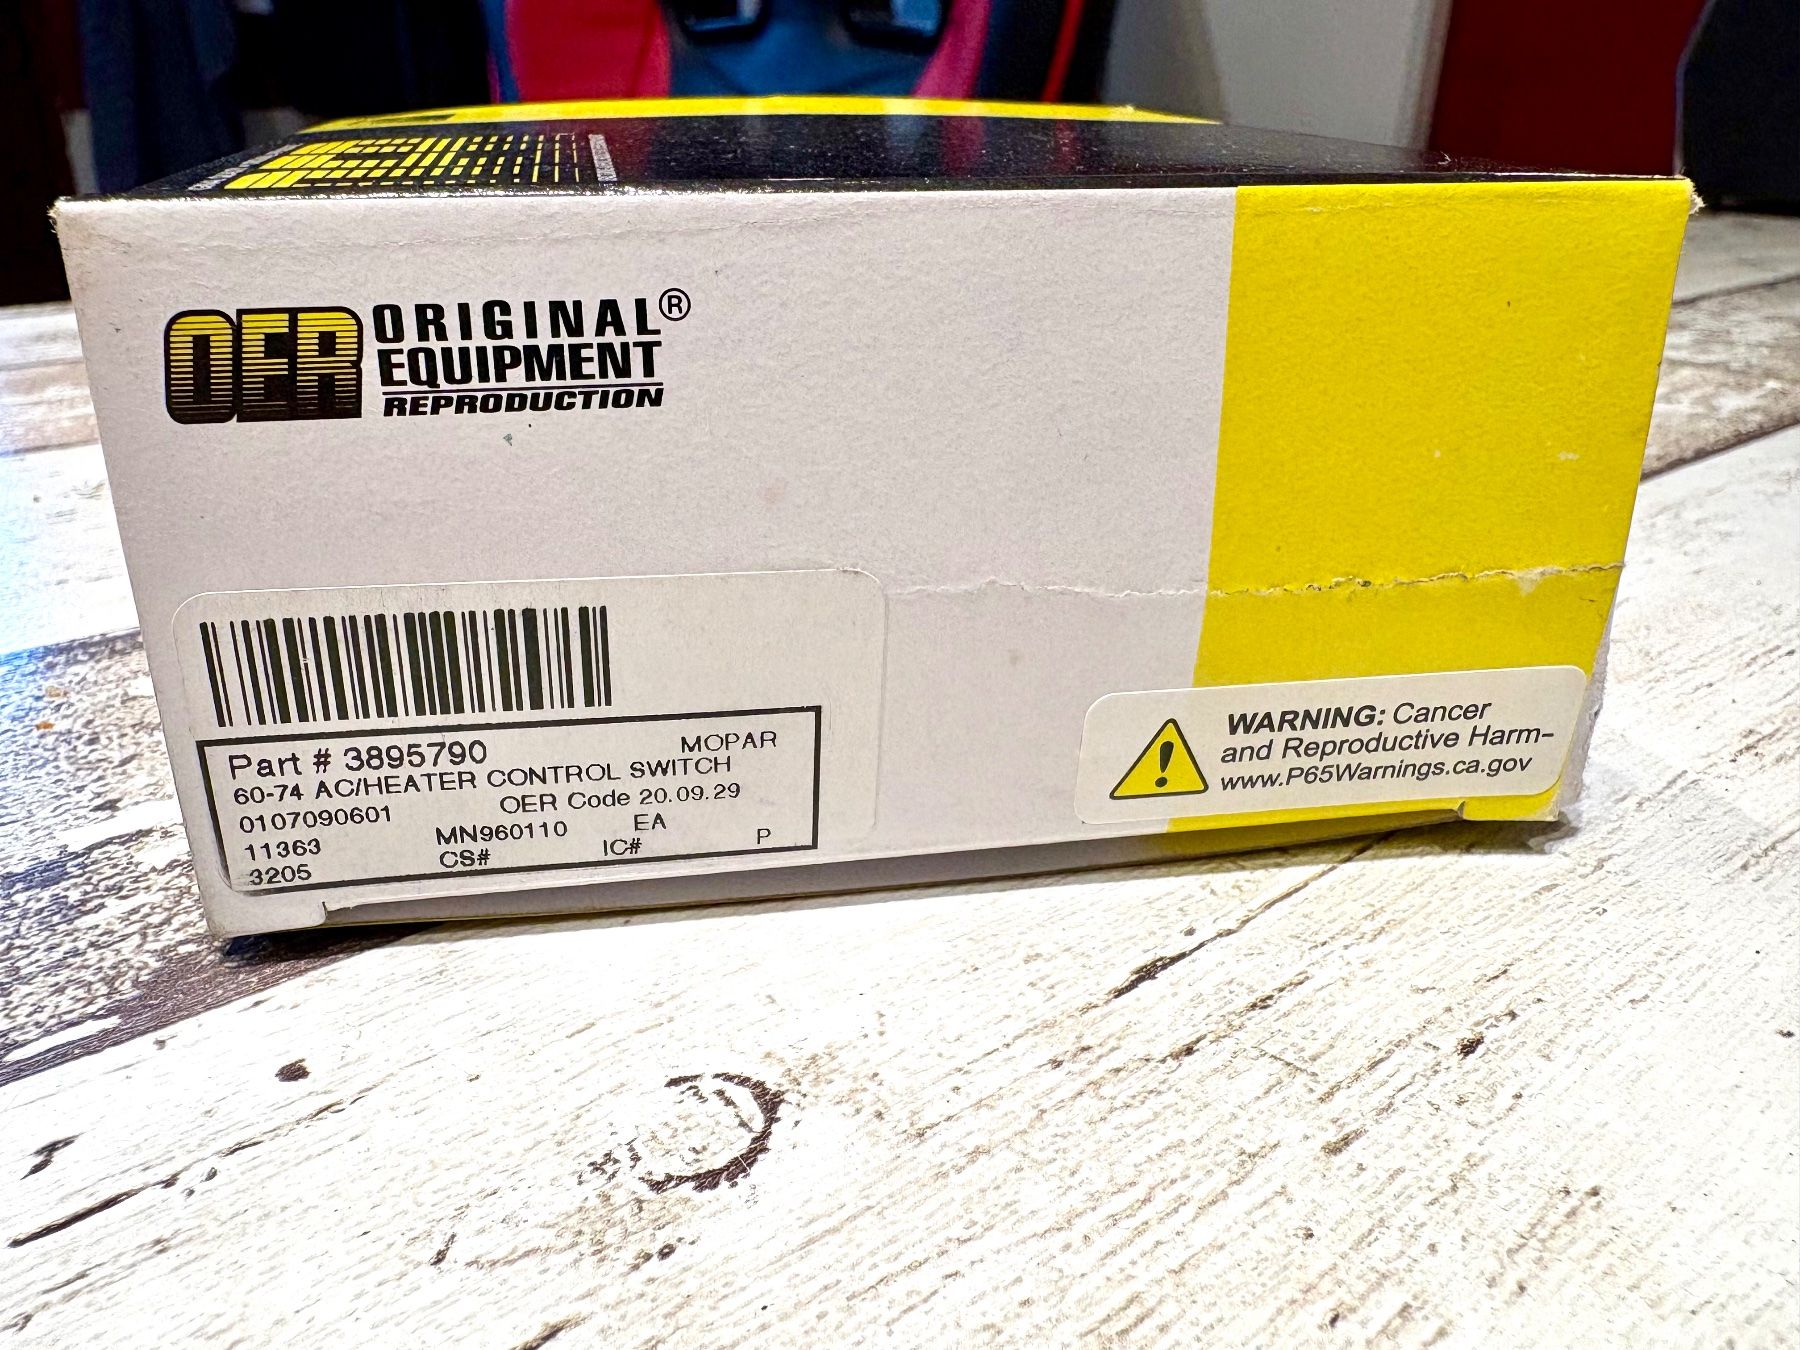 OER ORIGINAL®
EQUIPMENT
REPRODUCTION
Part # 3895790 MOPAR
60-74 AC/HEATER CONTROL SWITCH
0107090601 OER Code 20.09.29
11363 MN960110 EA
3205 CS# IC# P
WARNING: Cancer
and Reproductive Harm-
www.P65Warnings.ca.gov